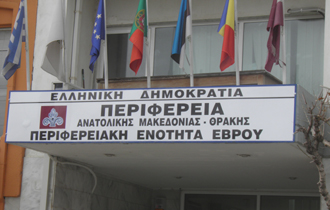 ΕΛΛΗΝΙΚΗ ΔΗΜΟΚΡΑΤΙΑ
ΠΕΡΙΦΕΡΕΙΑ
ΑΝΑΤΟΛΙΚΗΣ ΜΑΚΕΔΟΝΙΑΣ - ΘΡΑΚΗΣ
ΠΕΡΙΦΕΡΕΙΑΚΗ ΕΝΟΤΗΤΑ ΕΒΡΟΥ